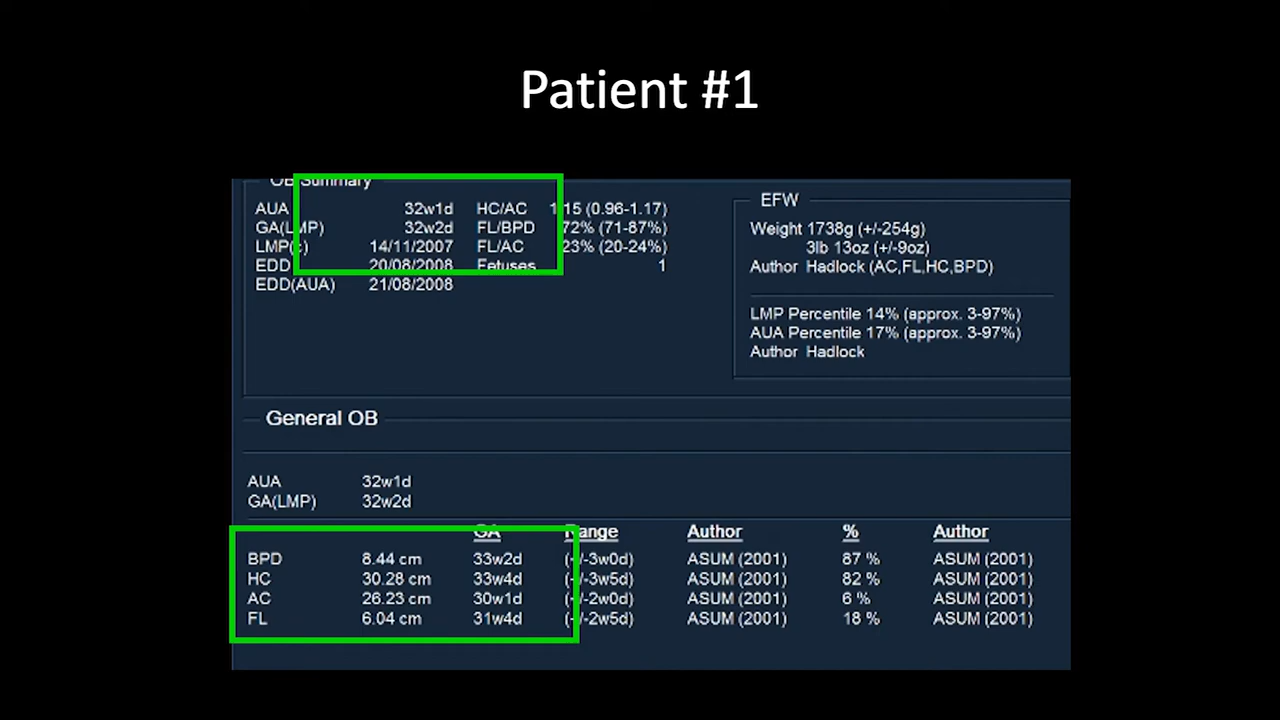 Patient #1
OB Summary
AUA 32w1d HC/AC 1.15 (0.96-1.17)
GA(LMP) 32w2d FL/BPD 72% (71-87%)
LMP(c) 14/11/2007 FL/AC 23% (20-24%)
EDD 20/08/2008 Fetuses 1
EDD(AUA) 21/08/2008
EFW
Weight 1738g (+/-254g)
3lb 13oz (+/-9oz)
Author Hadlock (AC,FL,HC,BPD)
LMP Percentile 14% (approx. 3-97%)
AUA Percentile 17% (approx. 3-97%)
Author Hadlock
General OB
AUA 32w1d
GA(LMP) 32w2d
GA Range Author % Author
BPD 8.44 cm 33w2d (+/-3w0d) ASUM (2001) 87 % ASUM (2001)
HC 30.28 cm 33w4d (+/-3w5d) ASUM (2001) 82 % ASUM (2001)
AC 26.23 cm 30w1d (+/-2w0d) ASUM (2001) 6 % ASUM (2001)
FL 6.04 cm 31w4d (+/-2w5d) ASUM (2001) 18 % ASUM (2001)